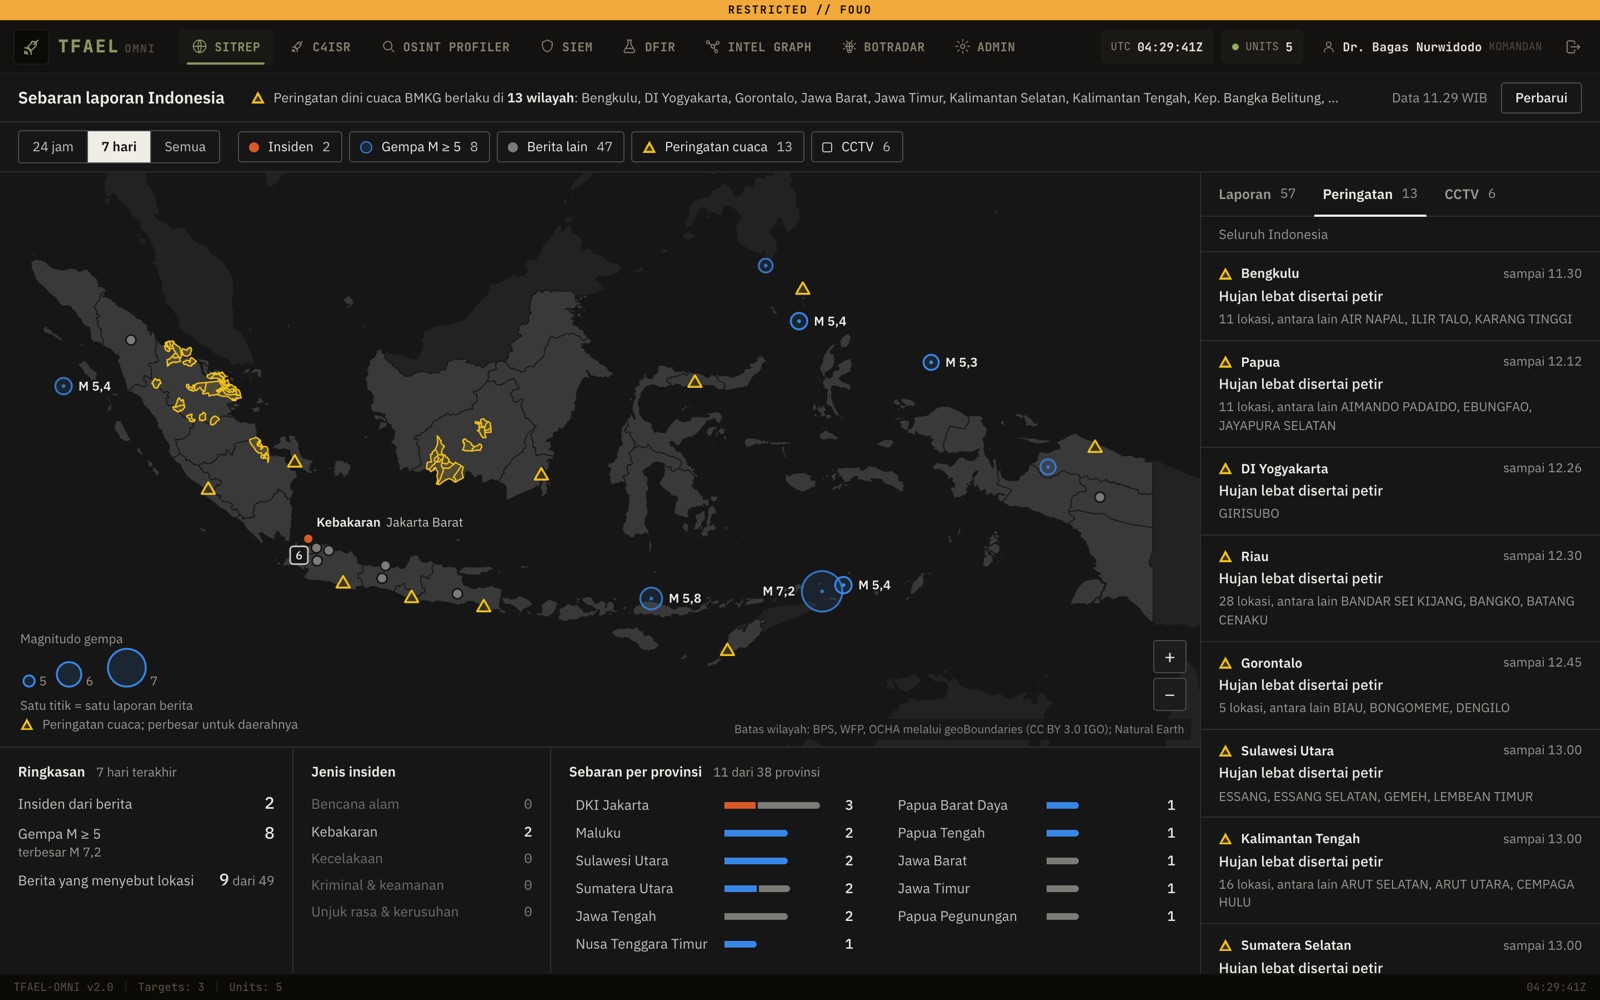 RESTRICTED // FOUO
TFAEL OMNI
SITREP
C4ISR
OSINT PROFILER
SIEM
DFIR
INTEL GRAPH
BOTRADAR
ADMIN
UTC 04:29:41Z
UNITS 5
Dr. Bagas Nurwidodo KOMANDAN
Sebaran laporan Indonesia
Peringatan dini cuaca BMKG berlaku di 13 wilayah: Bengkulu, DI Yogyakarta, Gorontalo, Jawa Barat, Jawa Timur, Kalimantan Selatan, Kalimantan Tengah, Kep. Bangka Belitung, ...
Data 11.29 WIB
Perbarui
24 jam
7 hari
Semua
Insiden 2
Gempa M ≥ 5 8
Berita lain 47
Peringatan cuaca 13
CCTV 6
M 5,4
M 5,3
M 5,4
Kebakaran Jakarta Barat
6
M 5,8
M 7,2
M 5,4
Magnitudo gempa
5
6
7
Satu titik = satu laporan berita
Peringatan cuaca; perbesar untuk daerahnya
+
−
Batas wilayah: BPS, WFP, OCHA melalui geoBoundaries (CC BY 3.0 IGO); Natural Earth
Laporan 57
Peringatan 13
CCTV 6
Seluruh Indonesia
Bengkulu
sampai 11.30
Hujan lebat disertai petir
11 lokasi, antara lain AIR NAPAL, ILIR TALO, KARANG TINGGI
Papua
sampai 12.12
Hujan lebat disertai petir
11 lokasi, antara lain AIMANDO PADAIDO, EBUNGFAO,
JAYAPURA SELATAN
DI Yogyakarta
sampai 12.26
Hujan lebat disertai petir
GIRISUBO
Riau
sampai 12.30
Hujan lebat disertai petir
28 lokasi, antara lain BANDAR SEI KIJANG, BANGKO, BATANG
CENAKU
Gorontalo
sampai 12.45
Hujan lebat disertai petir
5 lokasi, antara lain BIAU, BONGOMEME, DENGILO
Sulawesi Utara
sampai 13.00
Hujan lebat disertai petir
ESSANG, ESSANG SELATAN, GEMEH, LEMBEAN TIMUR
Kalimantan Tengah
sampai 13.00
Hujan lebat disertai petir
16 lokasi, antara lain ARUT SELATAN, ARUT UTARA, CEMPAGA
HULU
Sumatera Selatan
sampai 13.00
Hujan lebat disertai petir
Ringkasan 7 hari terakhir
Insiden dari berita 2
Gempa M ≥ 5 8
terbesar M 7,2
Berita yang menyebut lokasi 9 dari 49
Jenis insiden
Bencana alam 0
Kebakaran 2
Kecelakaan 0
Kriminal & keamanan 0
Unjuk rasa & kerusuhan 0
Sebaran per provinsi 11 dari 38 provinsi
DKI Jakarta 3
Maluku 2
Sulawesi Utara 2
Sumatera Utara 2
Jawa Tengah 2
Nusa Tenggara Timur 1
Papua Barat Daya 1
Papua Tengah 1
Jawa Barat 1
Jawa Timur 1
Papua Pegunungan 1
TFAEL-OMNI v2.0 | Targets: 3 | Units: 5
04:29:41Z